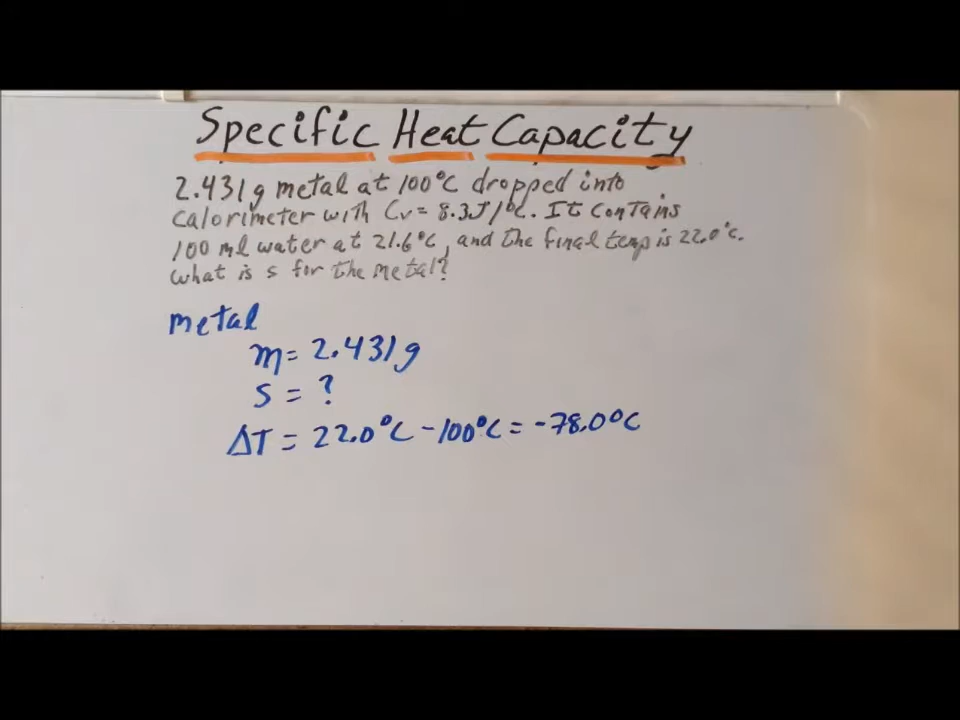 Specific Heat Capacity
2.431g metal at 100°C dropped into
calorimeter with Cv = 8.3J/°C. It contains
100 ml water at 21.6°C, and the final temp is 22.0°C.
What is s for the metal?
metal
m = 2.431g
s = ?
ΔT = 22.0°C - 100°C = -78.0°C